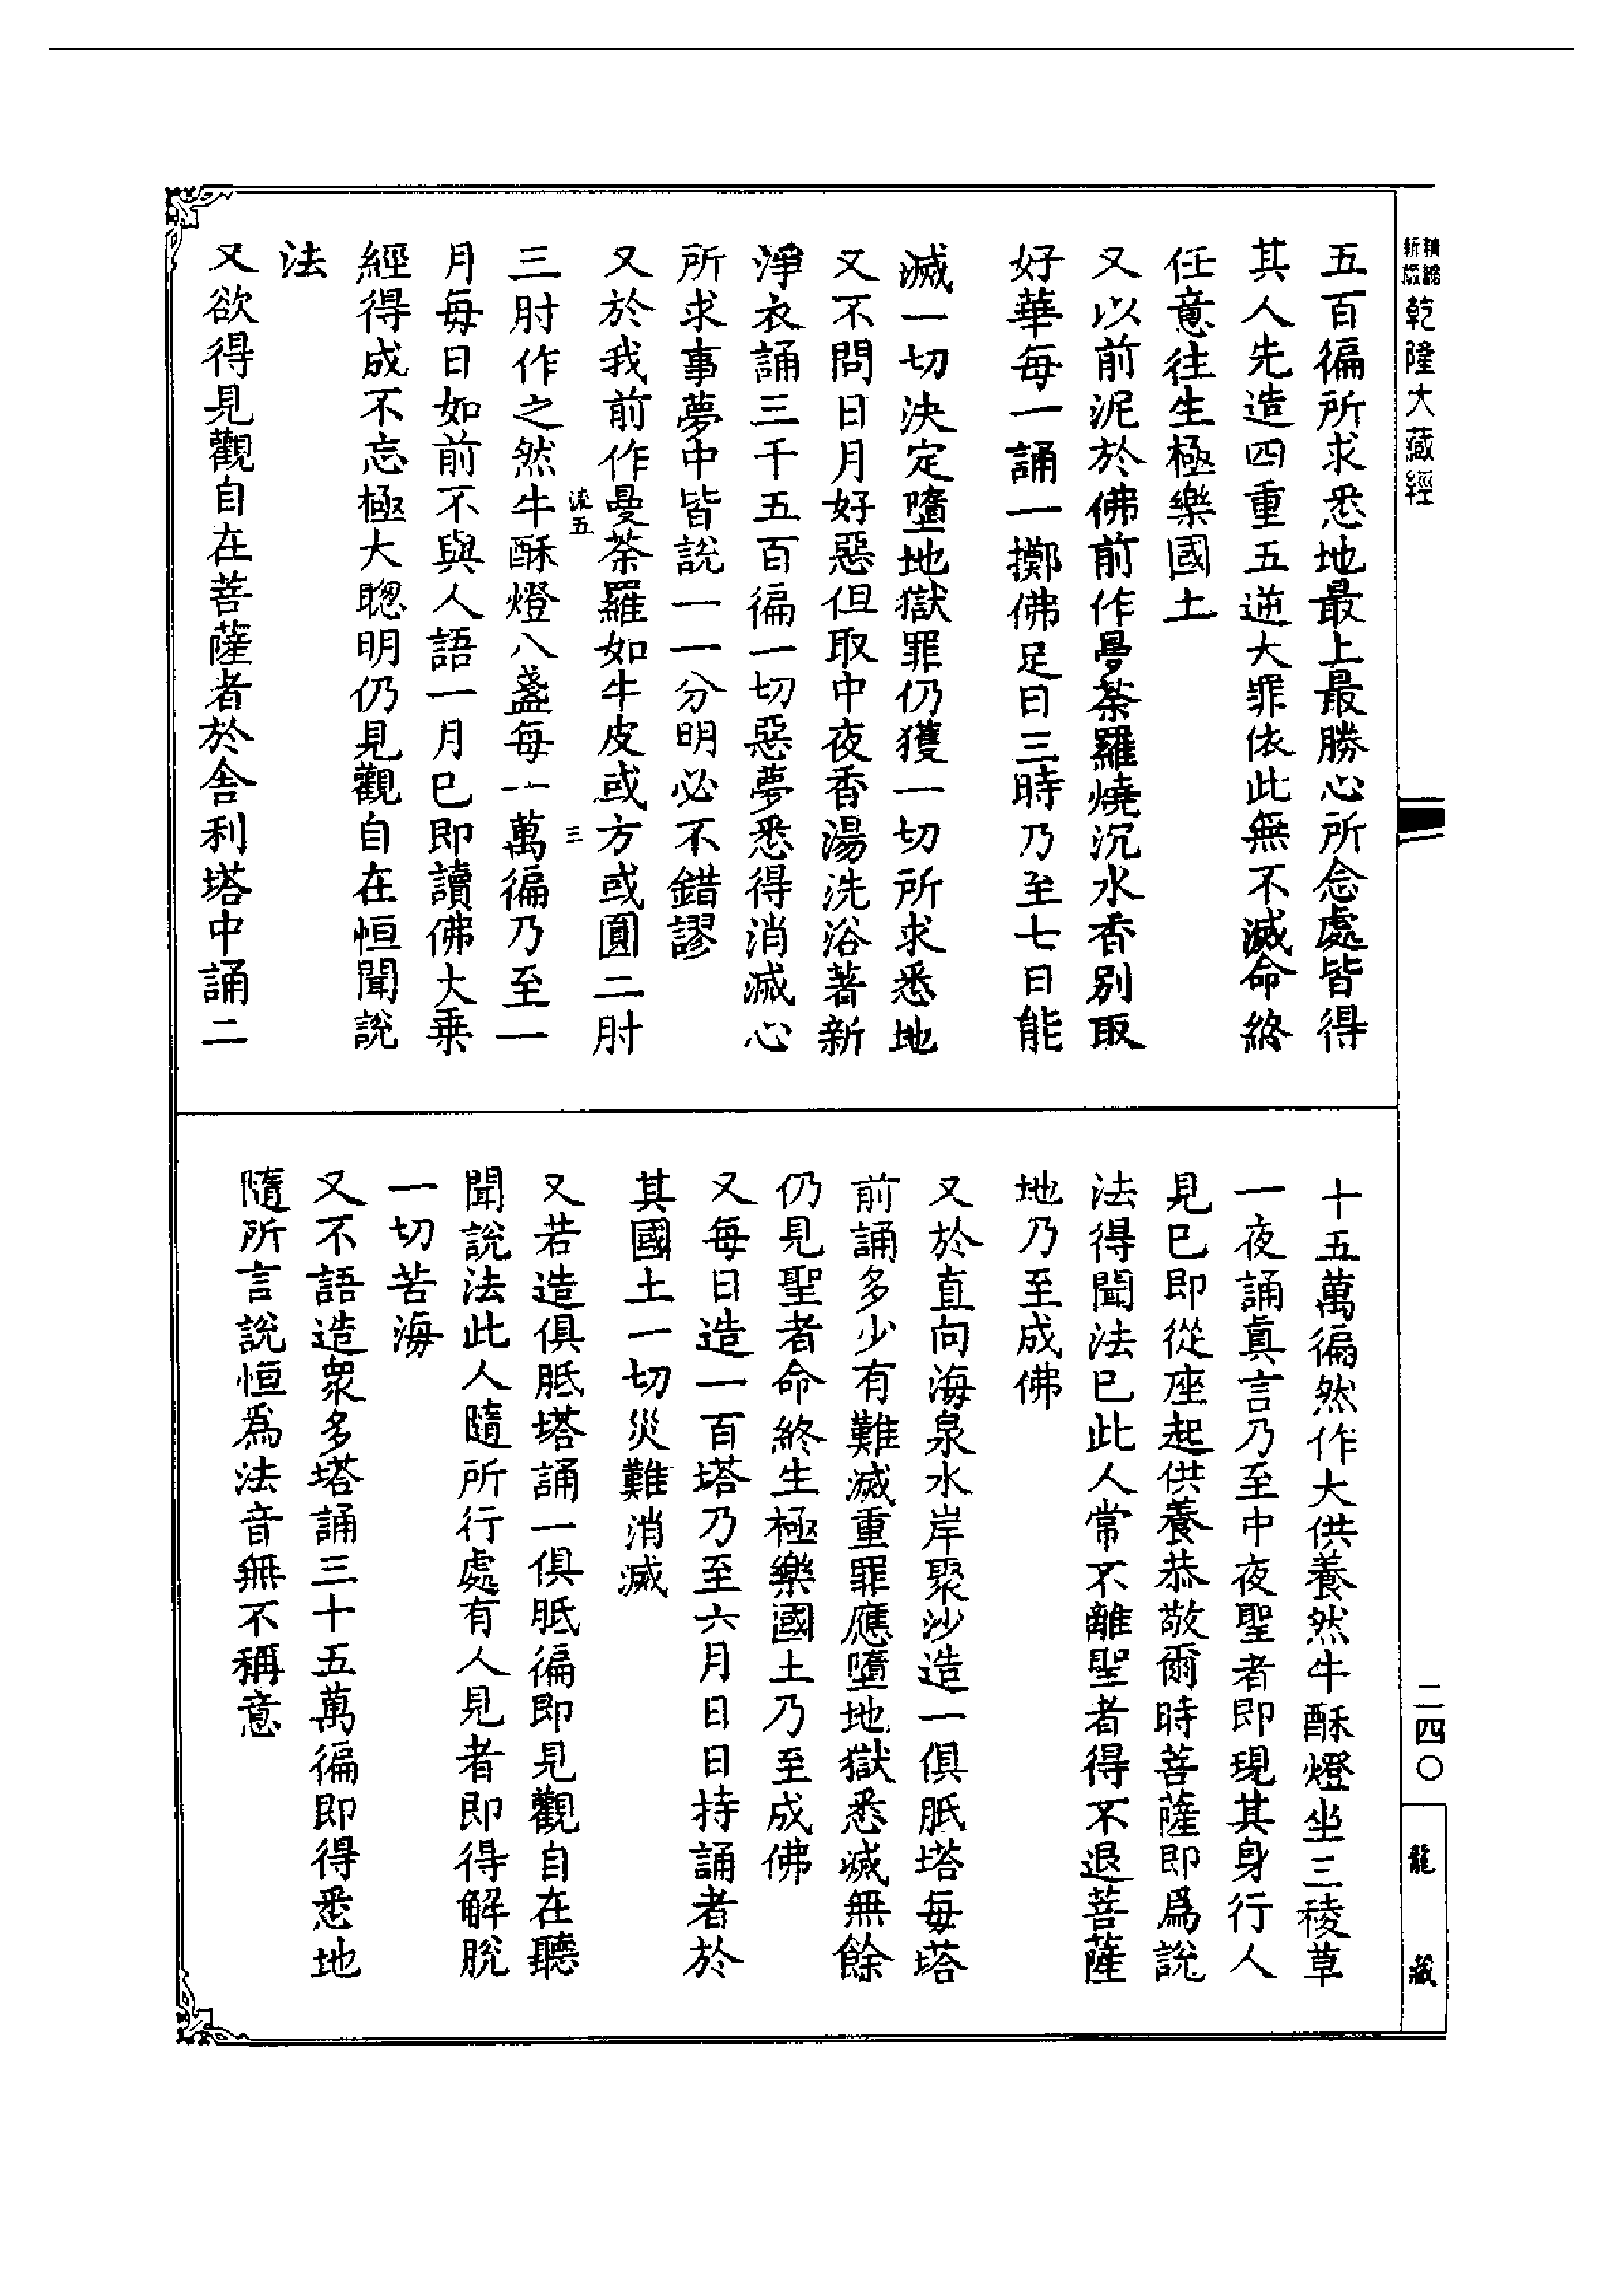 新纂
乾隆大藏經
五百徧所求悉地最上最勝心所念處皆得
其人先造四重五逆大罪依此無不滅命終
任意往生極樂國土
又以前泥於佛前作曼荼羅燒沉水香別取
好華每一誦一擲佛足日三時乃至七日能
滅一切決定墮地獄罪仍獲一切所求悉地
又不問日月好惡但取中夜香湯洗浴著新
淨衣誦三千五百徧一切惡夢悉得消滅心
所求事夢中皆說一一分明必不錯謬
又於我前作曼荼羅如牛皮或方或圓二肘
五 三
三肘作之然牛酥燈八盞每一萬徧乃至一
月每日如前不與人語一月已即讀佛大乗
經得成不忘極大聰明仍見觀自在恒聞說
法
又欲得見觀自在菩薩者於舍利塔中誦二
十五萬徧然作大供養然牛酥燈坐三稜草
一夜誦眞言乃至中夜聖者即現其身行人
見已即從座起供養恭敬爾時菩薩即爲說
法得聞法已此人常不離聖者得不退菩薩
地乃至成佛
又於直向海泉水岸聚沙造一俱胝塔每塔
前誦多少有難滅重罪應墮地獄悉滅無餘
仍見聖者命終生極樂國土乃至成佛
又每日造一百塔乃至六月日日持誦者於
其國土一切災難消滅
又若造俱胝塔誦一俱胝徧即見觀自在聽
聞說法此人隨所行處有人見者即得解脫
一切苦海
又不語造衆多塔誦三十五萬徧即得悉地
隨所言說恒為法音無不稱意
二四〇
龍藏